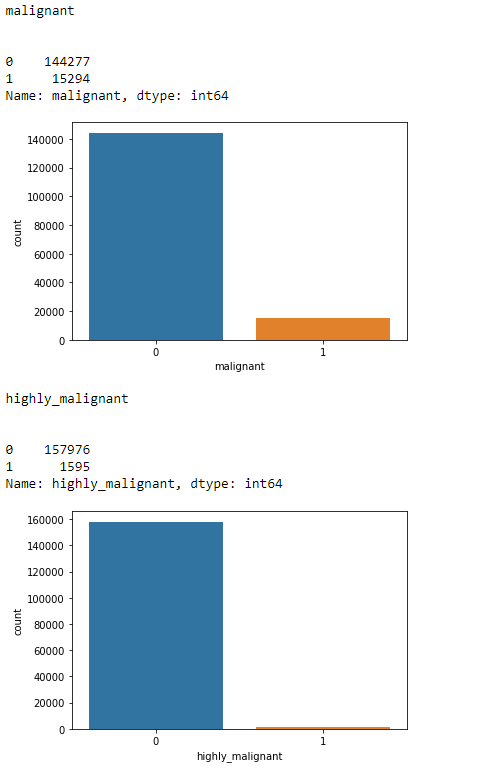 malignant
0    144277
1     15294
Name: malignant, dtype: int64
140000
120000
100000
80000
60000
40000
20000
0
count
0 1
malignant
highly_malignant
0    157976
1      1595
Name: highly_malignant, dtype: int64
160000
140000
120000
100000
80000
60000
40000
20000
0
count
0 1
highly_malignant